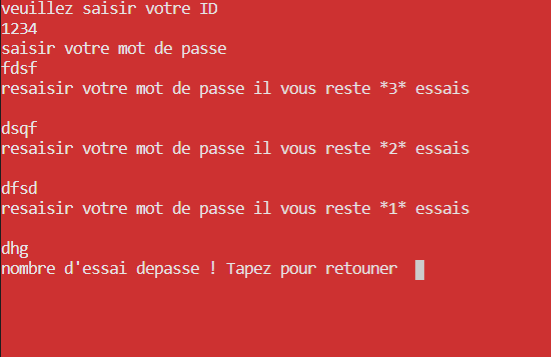 veuillez saisir votre ID
1234
saisir votre mot de passe
fdsf
resaisir votre mot de passe il vous reste *3* essais
dsqf
resaisir votre mot de passe il vous reste *2* essais
dfsd
resaisir votre mot de passe il vous reste *1* essais
dhg
nombre d'essai depasse ! Tapez pour retouner